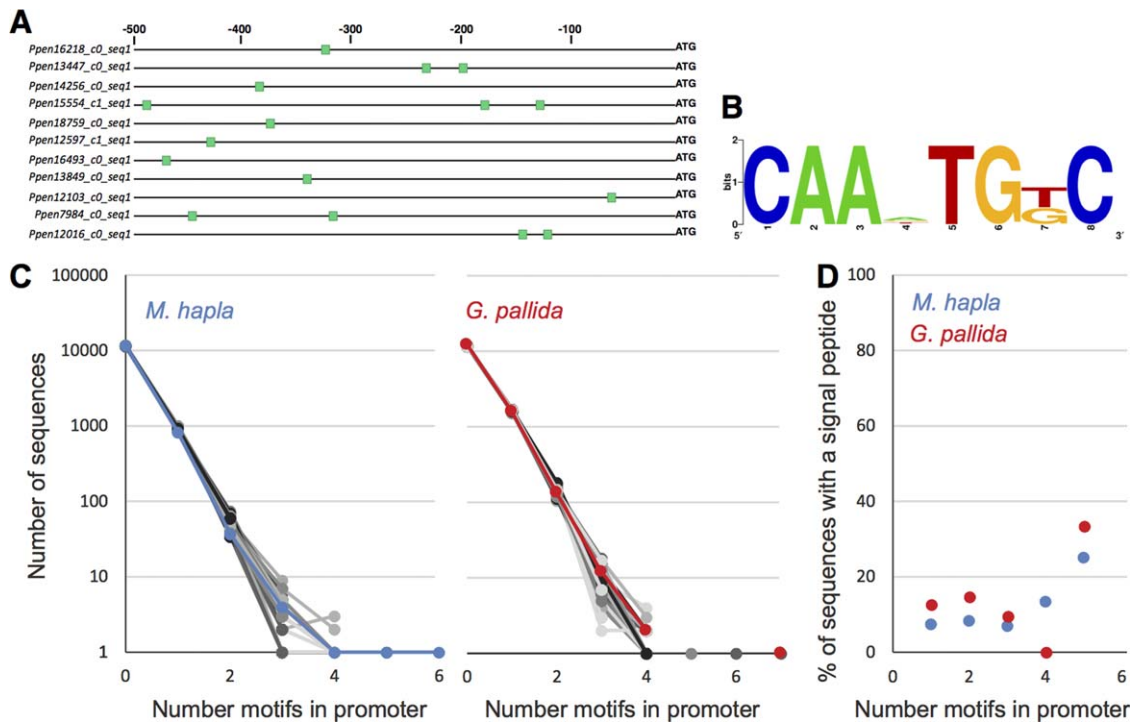 A
-500 -400 -300 -200 -100
Ppen16218_c0_seq1 ATG
Ppen13447_c0_seq1 ATG
Ppen14256_c0_seq1 ATG
Ppen15554_c1_seq1 ATG
Ppen18759_c0_seq1 ATG
Ppen12597_c1_seq1 ATG
Ppen16493_c0_seq1 ATG
Ppen13849_c0_seq1 ATG
Ppen12103_c0_seq1 ATG
Ppen7984_c0_seq1 ATG
Ppen12016_c0_seq1 ATG
B
2
bits
1
0
CAA TG T C
G
5′ 1 2 3 4 5 6 7 8 3′
C
Number of sequences
100000
10000
1000
100
10
1
M. hapla
0 2 4 6
Number motifs in promoter
G. pallida
0 2 4 6
Number motifs in promoter
D
% of sequences with a signal peptide
100
80
60
40
20
0
M. hapla
G. pallida
0 2 4 6
Number motifs in promoter